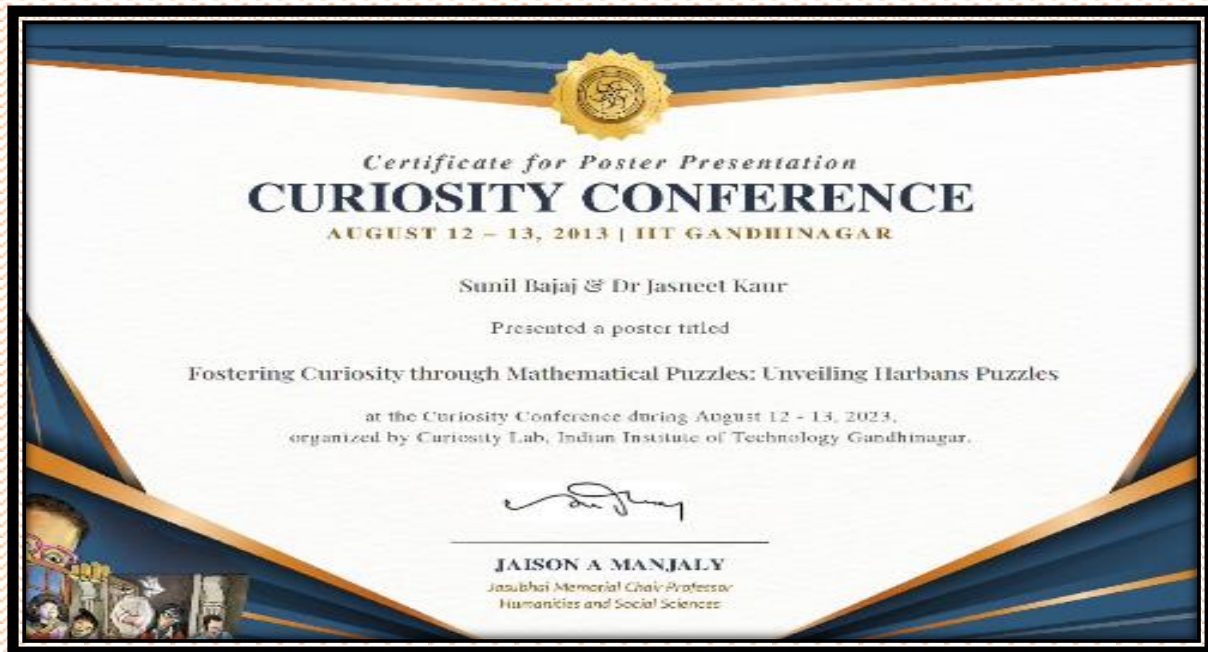 Certificate for Poster Presentation
CURIOSITY CONFERENCE
AUGUST 12 – 13, 2013 | IIT GANDHINAGAR
Sunil Bajaj & Dr Jasneet Kaur
Presented a poster titled
Fostering Curiosity through Mathematical Puzzles: Unveiling Harbans Puzzles
at the Curiosity Conference during August 12 - 13, 2023,
organized by Curiosity Lab, Indian Institute of Technology Gandhinagar.
JAISON A MANJALY
Jasubhai Memorial Chair Professor
Humanities and Social Sciences